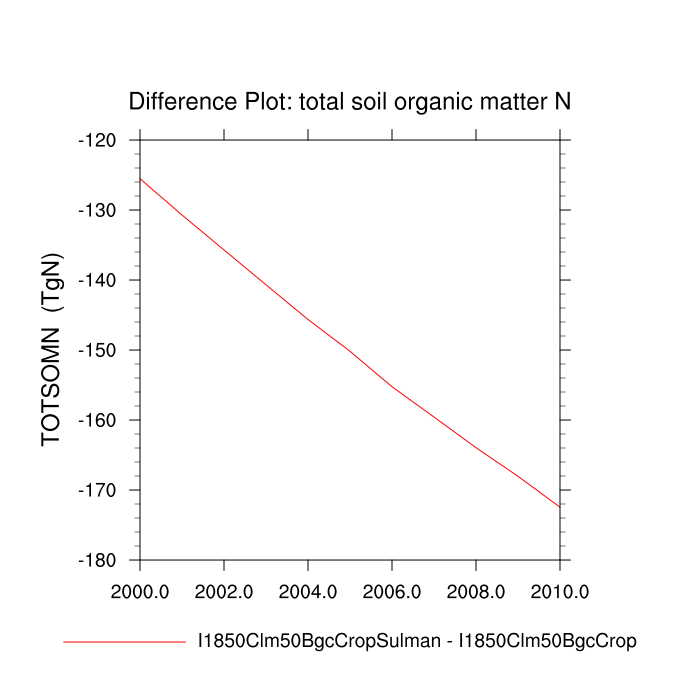 Difference Plot: total soil organic matter N
TOTSOMN (TgN)
-120
-130
-140
-150
-160
-170
-180
2000.0 2002.0 2004.0 2006.0 2008.0 2010.0
I1850Clm50BgcCropSulman - I1850Clm50BgcCrop